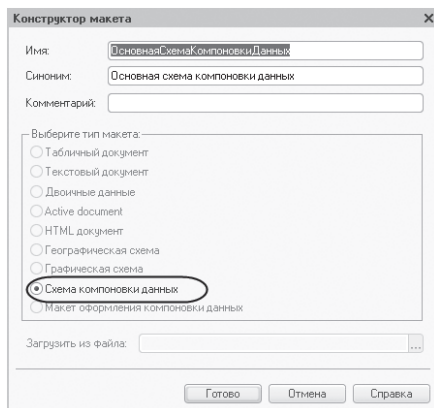 Конструктор макета
Имя: ОсновнаяСхемаКомпоновкиДанных
Синоним: Основная схема компоновки данных
Комментарий:
Выберите тип макета:
Табличный документ
Текстовый документ
Двоичные данные
Active document
HTML документ
Географическая схема
Графическая схема
Схема компоновки данных
Макет оформления компоновки данных
Загрузить из файла: ...
Готово Отмена Справка